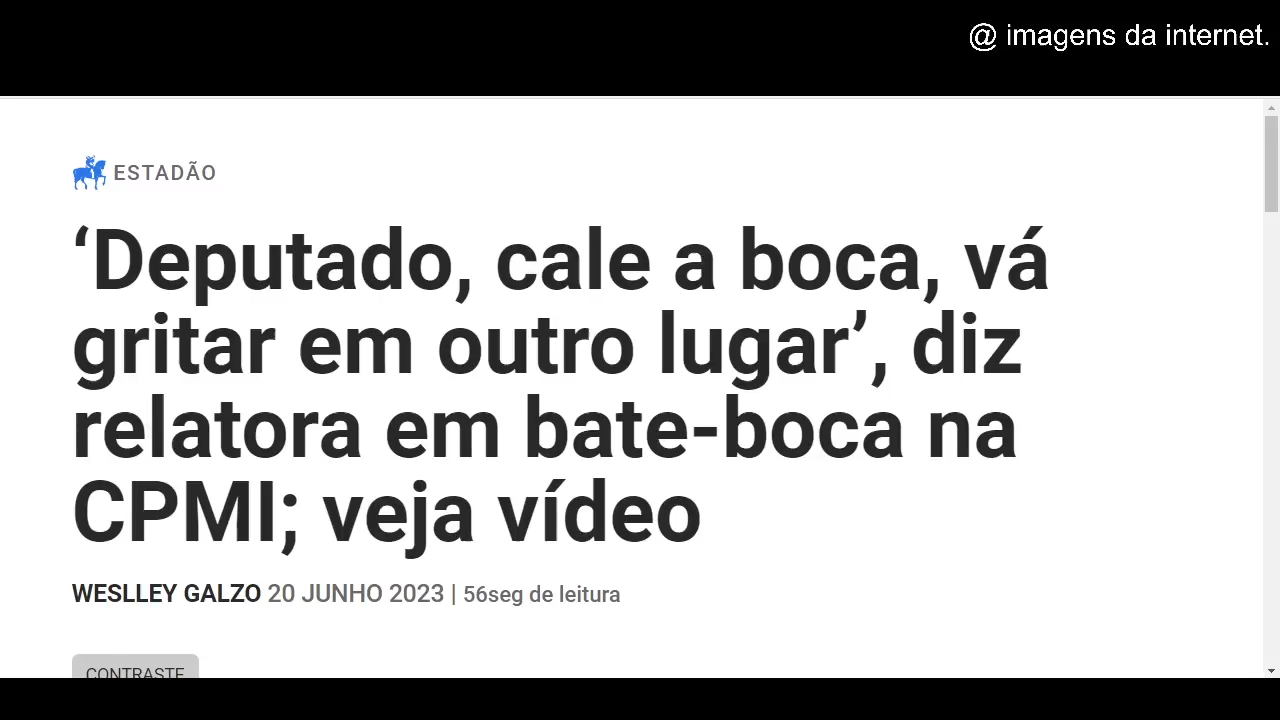 @ imagens da internet.
ESTADÃO
‘Deputado, cale a boca, vá
gritar em outro lugar’, diz
relatora em bate-boca na
CPMI; veja vídeo
WESLLEY GALZO 20 JUNHO 2023 | 56seg de leitura
CONTRASTE